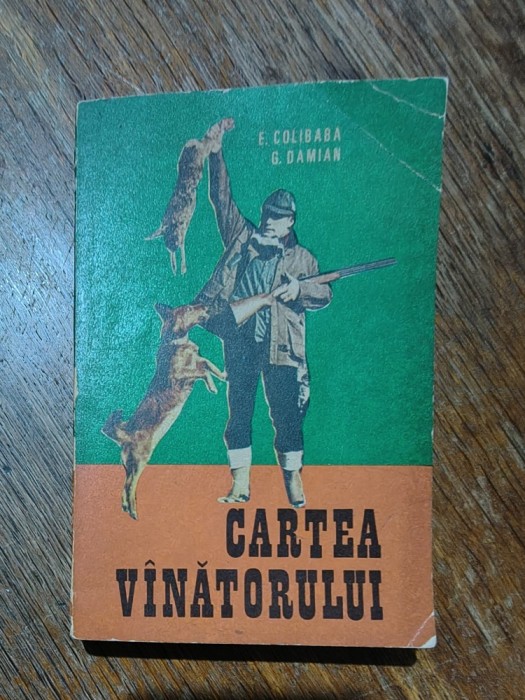 E. COLIBABA
G. DAMIAN
CARTEA
VÎNĂTORULUI